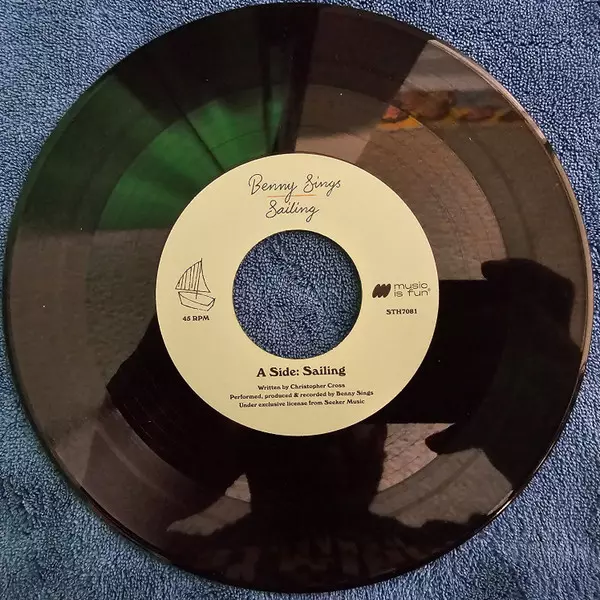 Benny Sings
Sailing
music
is fun®
45 RPM
STH7081
A Side: Sailing
Written by Christopher Cross
Performed, produced & recorded by Benny Sings
Under exclusive license from Seeker Music